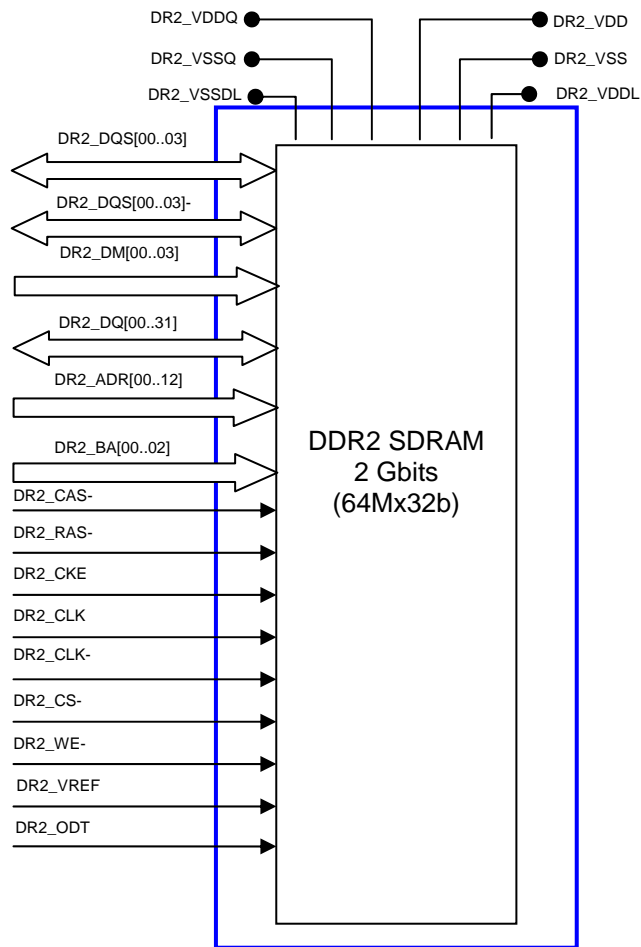 DR2_VDDQ
DR2_VDD
DR2_VSSQ
DR2_VSS
DR2_VSSDL
DR2_VDDL
DR2_DQS[00..03]
DR2_DQS[00..03]-
DR2_DM[00..03]
DR2_DQ[00..31]
DR2_ADR[00..12]
DR2_BA[00..02]
DR2_CAS-
DR2_RAS-
DR2_CKE
DR2_CLK
DR2_CLK-
DR2_CS-
DR2_WE-
DR2_VREF
DR2_ODT
DDR2 SDRAM
2 Gbits
(64Mx32b)